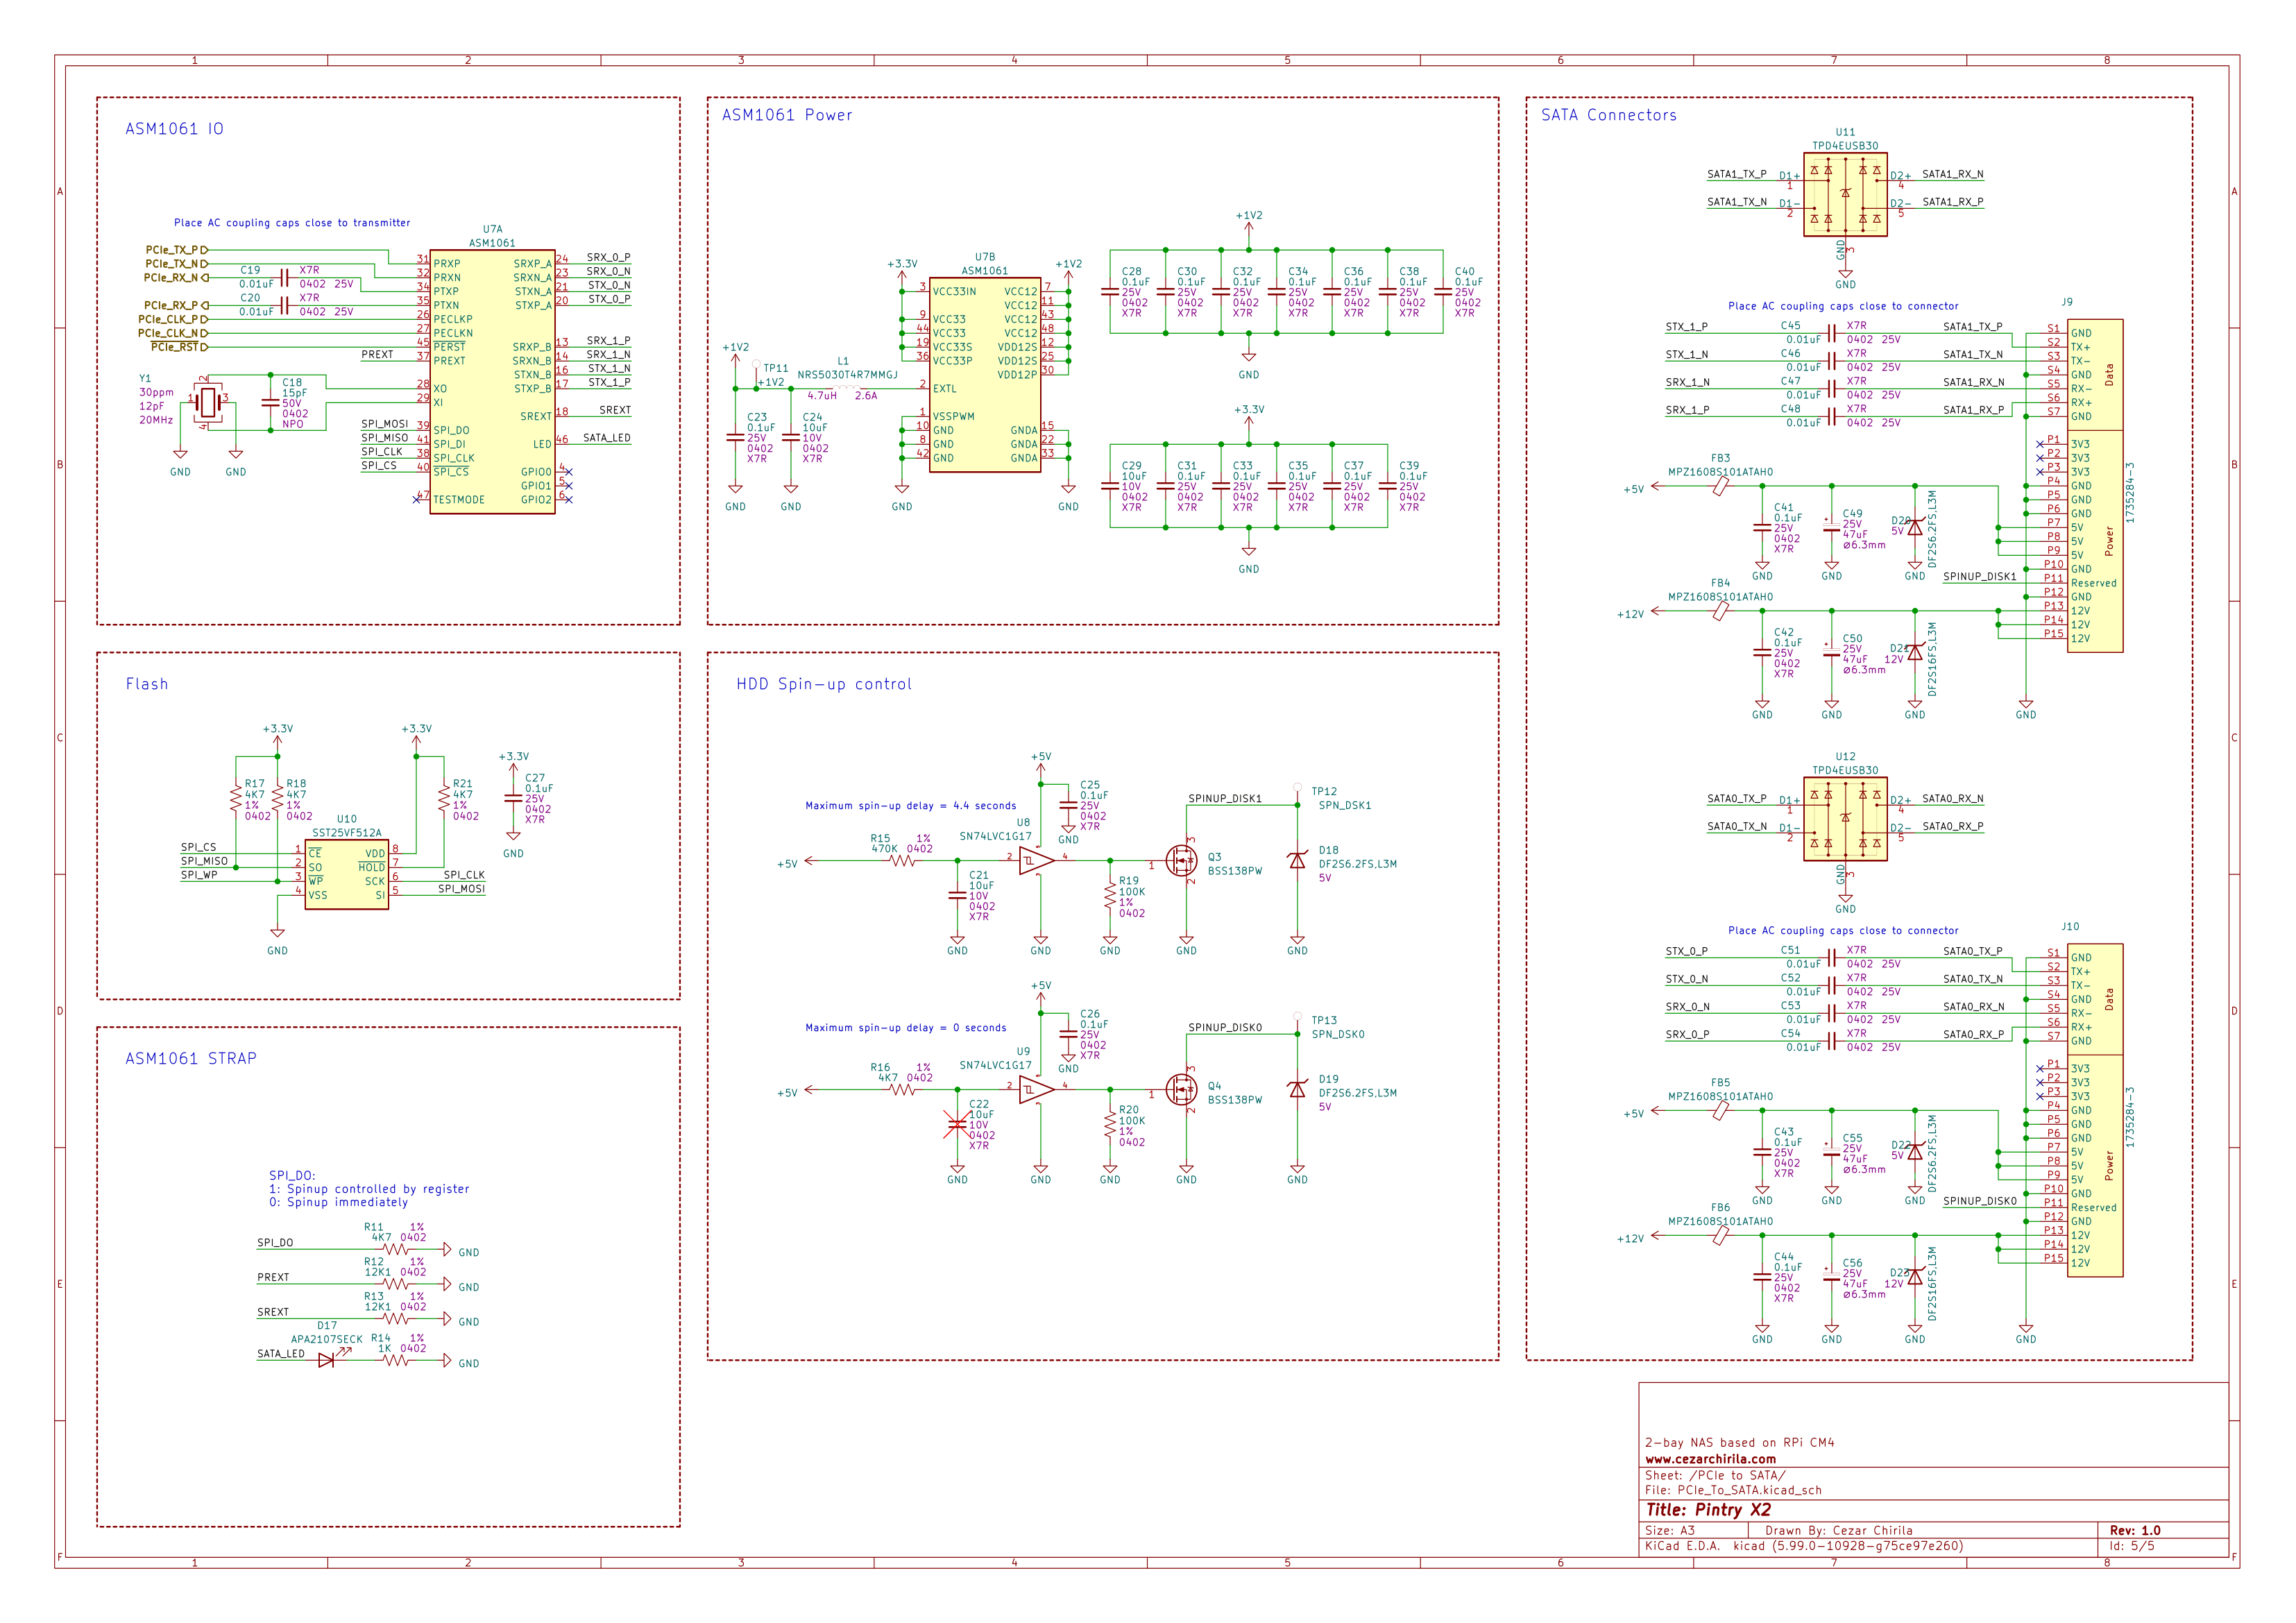 1 2 3 4 5 6 7 8
A B C D E F
ASM1061 IO
Place AC coupling caps close to transmitter
U7A
ASM1061
PCIe_TX_P
PCIe_TX_N
PCIe_RX_N
PCIe_RX_P
PCIe_CLK_P
PCIe_CLK_N
PCIe_RST
C19 X7R
0.01uF 0402 25V
C20 X7R
0.01uF 0402 25V
PREXT
31 PRXP
32 PRXN
34 PTXP
35 PTXN
26 PECLKP
27 PECLKN
45 PERST
37 PREXT
28 XO
29 XI
39 SPI_DO
41 SPI_DI
38 SPI_CLK
40 SPI_CS
47 TESTMODE
SRXP_A 24 SRX_0_P
SRXN_A 23 SRX_0_N
STXN_A 21 STX_0_N
STXP_A 20 STX_0_P
SRXP_B 13 SRX_1_P
SRXN_B 14 SRX_1_N
STXN_B 16 STX_1_N
STXP_B 17 STX_1_P
SREXT 18 SREXT
LED 46 SATA_LED
GPIO0 4
GPIO1 5
GPIO2 6
Y1
30ppm
12pF
20MHz
1 2 3 4
C18
15pF
50V
0402
NPO
SPI_MOSI
SPI_MISO
SPI_CLK
SPI_CS
GND GND
ASM1061 Power
+1V2
TP11
+1V2
L1
NRS5030T4R7MMGJ
4.7uH 2.6A
C23
0.1uF
25V
0402
X7R
C24
10uF
10V
0402
X7R
GND GND
+3.3V
U7B
ASM1061
+1V2
3 VCC33IN
9 VCC33
44 VCC33
19 VCC33S
36 VCC33P
2 EXTL
1 VSSPWM
10 GND
8 GND
42 GND
VCC12 7
VCC12 11
VCC12 43
VCC12 48
VDD12S 12
VDD12S 25
VDD12P 30
GNDA 15
GNDA 22
GNDA 33
GND GND
+1V2
C28 C30 C32 C34 C36 C38 C40
0.1uF 0.1uF 0.1uF 0.1uF 0.1uF 0.1uF 0.1uF
25V 25V 25V 25V 25V 25V 25V
0402 0402 0402 0402 0402 0402 0402
X7R X7R X7R X7R X7R X7R X7R
GND
+3.3V
C29 C31 C33 C35 C37 C39
10uF 0.1uF 0.1uF 0.1uF 0.1uF 0.1uF
10V 25V 25V 25V 25V 25V
0402 0402 0402 0402 0402 0402
X7R X7R X7R X7R X7R X7R
GND
SATA Connectors
U11
TPD4EUSB30
SATA1_TX_P D1+ 1
SATA1_TX_N D1- 2
D2+ 4 SATA1_RX_N
D2- 5 SATA1_RX_P
GND 3
GND
Place AC coupling caps close to connector
J9
STX_1_P C45 X7R SATA1_TX_P
0.01uF 0402 25V
STX_1_N C46 X7R SATA1_TX_N
0.01uF 0402 25V
SRX_1_N C47 X7R SATA1_RX_N
0.01uF 0402 25V
SRX_1_P C48 X7R SATA1_RX_P
0.01uF 0402 25V
S1 GND
S2 TX+
S3 TX-
S4 GND
S5 RX-
S6 RX+
S7 GND
Data
P1 3V3
P2 3V3
P3 3V3
P4 GND
P5 GND
P6 GND
P7 5V
P8 5V
P9 5V
P10 GND
P11 Reserved
P12 GND
P13 12V
P14 12V
P15 12V
Power
1735284-3
FB3
MPZ1608S101ATAH0
+5V
C41
0.1uF
25V
0402
X7R
C49
25V
47uF
ø6.3mm
D20
5V
DF2S6.2FS,L3M
GND GND GND
SPINUP_DISK1
FB4
MPZ1608S101ATAH0
+12V
C42
0.1uF
25V
0402
X7R
C50
25V
47uF
ø6.3mm
D21
12V
DF2S16FS,L3M
GND GND GND GND
Flash
+3.3V +3.3V +3.3V
R17
4K7
1%
0402
R18
4K7
1%
0402
R21
4K7
1%
0402
C27
0.1uF
25V
0402
X7R
GND
U10
SST25VF512A
SPI_CS 1 CE
SPI_MISO 2 SO
SPI_WP 3 WP
4 VSS
VDD 8
HOLD 7
SCK 6 SPI_CLK
SI 5 SPI_MOSI
GND
HDD Spin-up control
Maximum spin-up delay = 4.4 seconds
+5V
C25
0.1uF
25V
0402
X7R
GND
U8
SN74LVC1G17
2 4
+5V
R15 1%
470K 0402
C21
10uF
10V
0402
X7R
R19
100K
1%
0402
SPINUP_DISK1
Q3
BSS138PW
1 2 3
TP12
SPN_DSK1
D18
DF2S6.2FS,L3M
5V
GND GND GND GND GND
Maximum spin-up delay = 0 seconds
+5V
C26
0.1uF
25V
0402
X7R
GND
U9
SN74LVC1G17
2 4
+5V
R16 1%
4K7 0402
C22
10uF
10V
0402
X7R
R20
100K
1%
0402
SPINUP_DISK0
Q4
BSS138PW
1 2 3
TP13
SPN_DSK0
D19
DF2S6.2FS,L3M
5V
GND GND GND GND GND
U12
TPD4EUSB30
SATA0_TX_P D1+ 1
SATA0_TX_N D1- 2
D2+ 4 SATA0_RX_N
D2- 5 SATA0_RX_P
GND 3
GND
Place AC coupling caps close to connector
J10
STX_0_P C51 X7R SATA0_TX_P
0.01uF 0402 25V
STX_0_N C52 X7R SATA0_TX_N
0.01uF 0402 25V
SRX_0_N C53 X7R SATA0_RX_N
0.01uF 0402 25V
SRX_0_P C54 X7R SATA0_RX_P
0.01uF 0402 25V
S1 GND
S2 TX+
S3 TX-
S4 GND
S5 RX-
S6 RX+
S7 GND
Data
P1 3V3
P2 3V3
P3 3V3
P4 GND
P5 GND
P6 GND
P7 5V
P8 5V
P9 5V
P10 GND
P11 Reserved
P12 GND
P13 12V
P14 12V
P15 12V
Power
1735284-3
FB5
MPZ1608S101ATAH0
+5V
C43
0.1uF
25V
0402
X7R
C55
25V
47uF
ø6.3mm
D22
5V
DF2S6.2FS,L3M
GND GND GND
SPINUP_DISK0
FB6
MPZ1608S101ATAH0
+12V
C44
0.1uF
25V
0402
X7R
C56
25V
47uF
ø6.3mm
D23
12V
DF2S16FS,L3M
GND GND GND GND
ASM1061 STRAP
SPI_DO:
1: Spinup controlled by register
0: Spinup immediately
R11 1%
SPI_DO 4K7 0402 GND
R12 1%
PREXT 12K1 0402 GND
R13 1%
SREXT 12K1 0402 GND
D17
APA2107SECK R14 1%
SATA_LED 1K 0402 GND
2-bay NAS based on RPi CM4
www.cezarchirila.com
Sheet: /PCIe to SATA/
File: PCIe_To_SATA.kicad_sch
Title: Pintry X2
Size: A3 Drawn By: Cezar Chirila Rev: 1.0
KiCad E.D.A. kicad (5.99.0-10928-g75ce97e260) Id: 5/5
1 2 3 4 5 6 7 8
A B C D E F